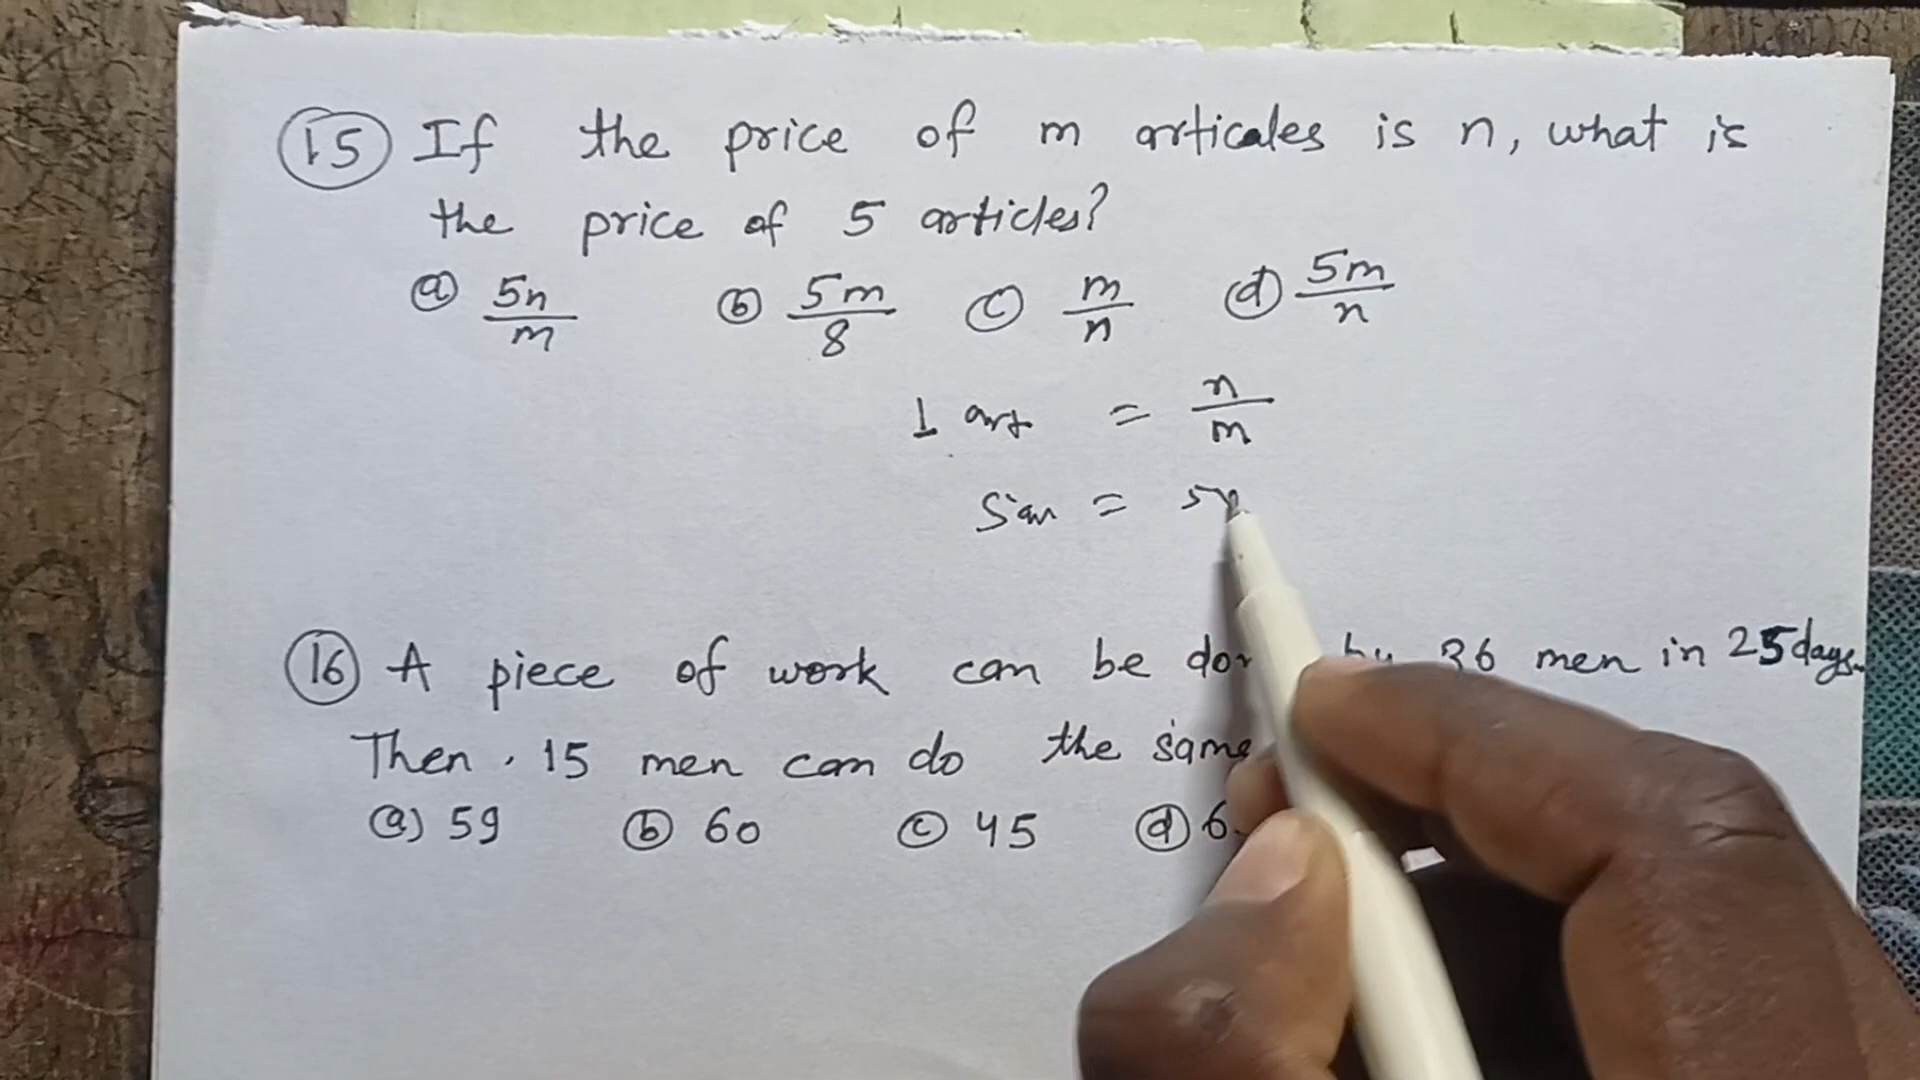 15 If the price of m articales is n, what is
the price of 5 articles?
a 5n/m b 5m/8 c m/n d 5m/n
1 art = n/m
5 ar = 5
16 A piece of work can be 36 men in 25 days.
Then, 15 men can do the same
a) 59 b 60 c 45 d